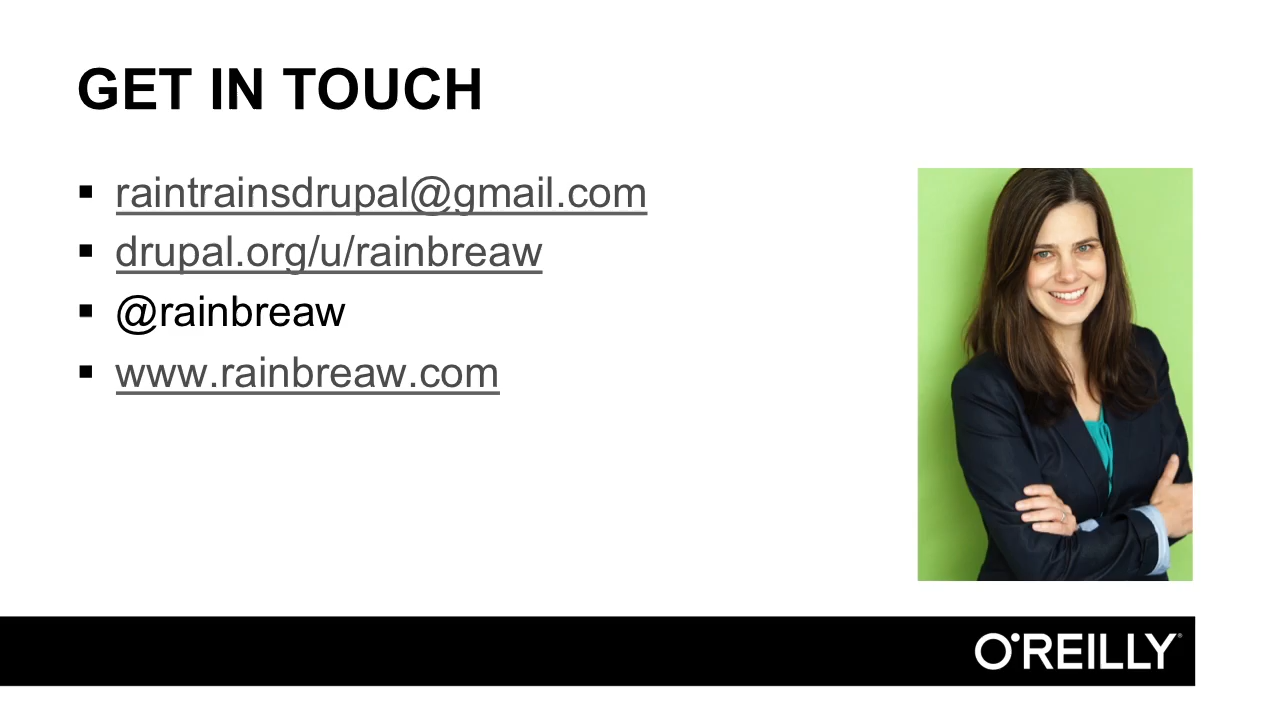 GET IN TOUCH
raintrainsdrupal@gmail.com
drupal.org/u/rainbreaw
@rainbreaw
www.rainbreaw.com
O'REILLY®